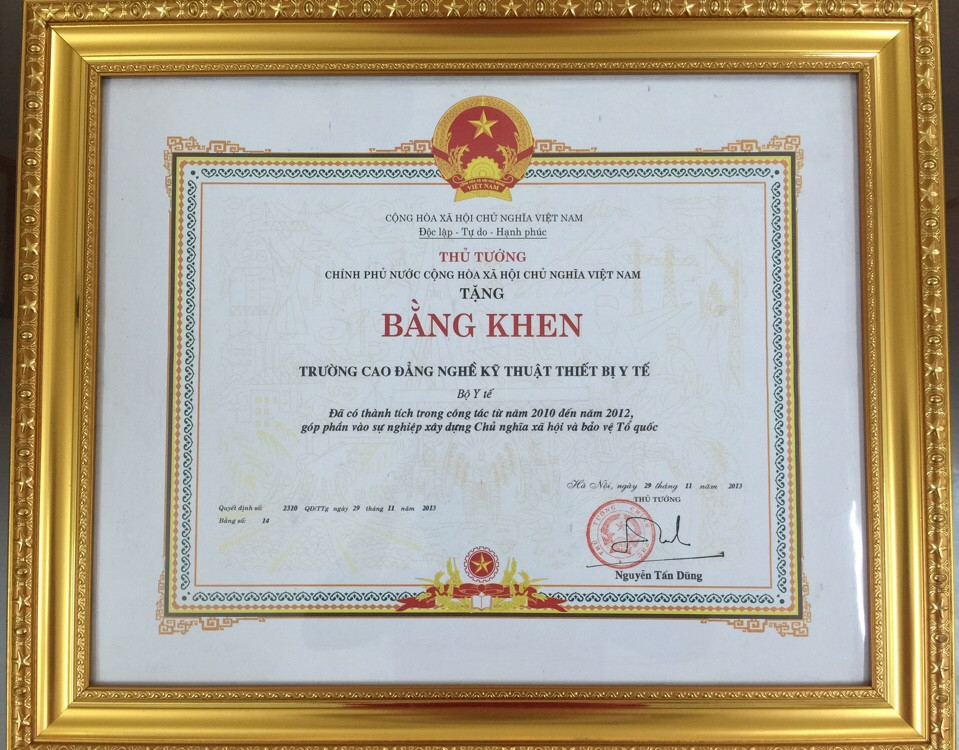 VIỆT NAM
CỘNG HÒA XÃ HỘI CHỦ NGHĨA VIỆT NAM
Độc lập - Tự do - Hạnh phúc
THỦ TƯỚNG
CHÍNH PHỦ NƯỚC CỘNG HÒA XÃ HỘI CHỦ NGHĨA VIỆT NAM
TẶNG
BẰNG KHEN
TRƯỜNG CAO ĐẲNG NGHỀ KỸ THUẬT THIẾT BỊ Y TẾ
Bộ Y tế
Đã có thành tích trong công tác từ năm 2010 đến năm 2012,
góp phần vào sự nghiệp xây dựng Chủ nghĩa xã hội và bảo vệ Tổ quốc
Hà Nội, ngày 29 tháng 11 năm 2013
THỦ TƯỚNG
Quyết định số: 2310 QĐ/TTg ngày 29 tháng 11 năm 2013
Bằng số: 14
Nguyễn Tấn Dũng